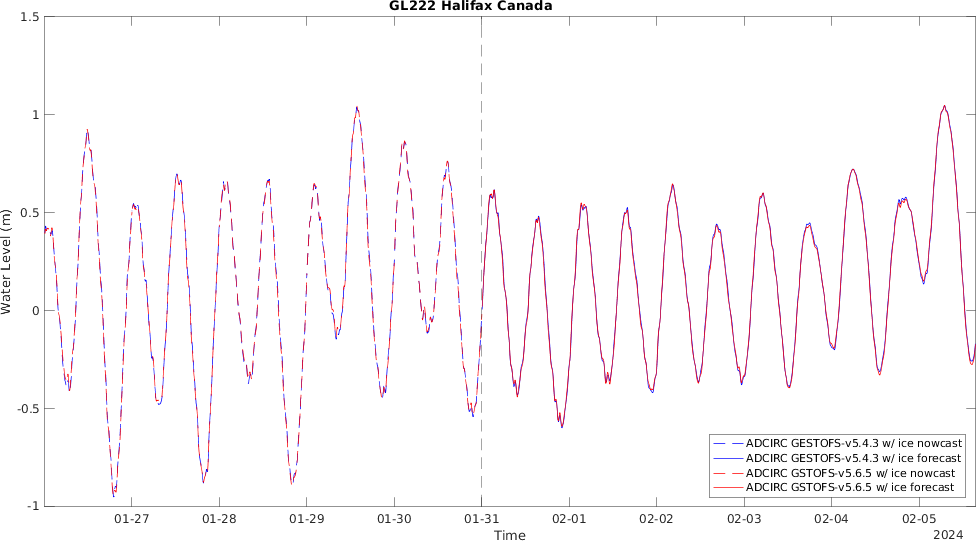 GL222 Halifax Canada
1.5
1
0.5
0
-0.5
-1
Water Level (m)
ADCIRC GESTOFS-v5.4.3 w/ ice nowcast
ADCIRC GESTOFS-v5.4.3 w/ ice forecast
ADCIRC GSTOFS-v5.6.5 w/ ice nowcast
ADCIRC GSTOFS-v5.6.5 w/ ice forecast
01-27 01-28 01-29 01-30 01-31 02-01 02-02 02-03 02-04 02-05
Time
2024